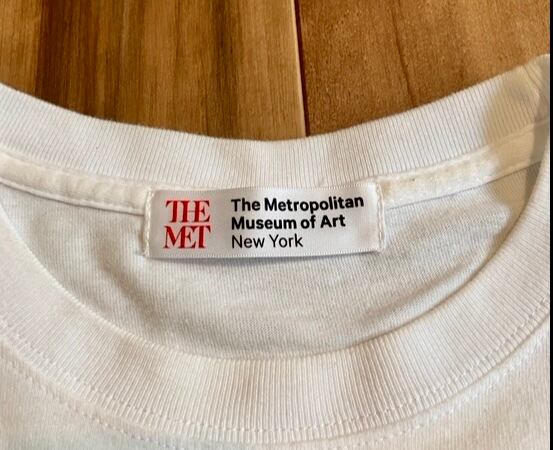 THE
MET
The Metropolitan
Museum of Art
New York